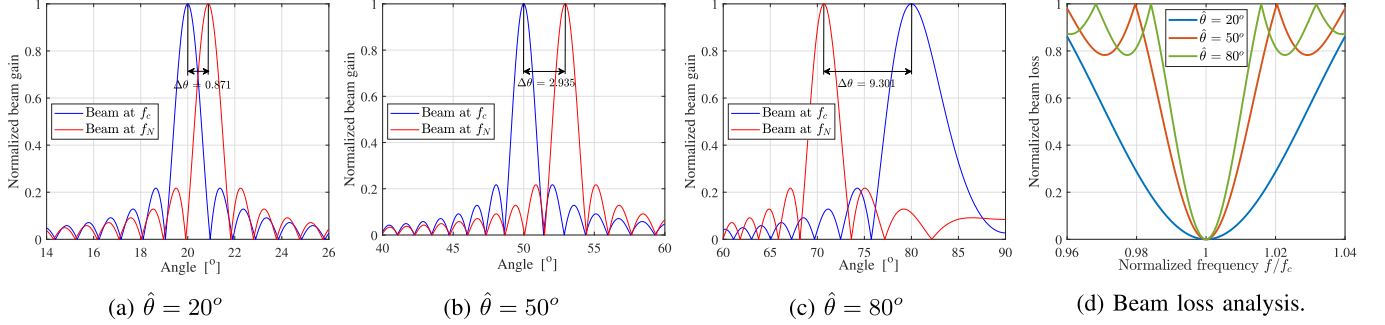 Normalized beam gain
1
0.8
0.6
0.4
0.2
0
14 16 18 20 22 24 26
Angle [°]
Δθ = 0.871
Beam at f_c
Beam at f_N
(a) θ̂ = 20°
Normalized beam gain
1
0.8
0.6
0.4
0.2
0
40 45 50 55 60
Angle [°]
Δθ = 2.935
Beam at f_c
Beam at f_N
(b) θ̂ = 50°
Normalized beam gain
1
0.8
0.6
0.4
0.2
0
60 65 70 75 80 85 90
Angle [°]
Δθ = 9.301
Beam at f_c
Beam at f_N
(c) θ̂ = 80°
Normalized beam loss
1
0.8
0.6
0.4
0.2
0
0.96 0.98 1 1.02 1.04
Normalized frequency f/f_c
θ̂ = 20°
θ̂ = 50°
θ̂ = 80°
(d) Beam loss analysis.